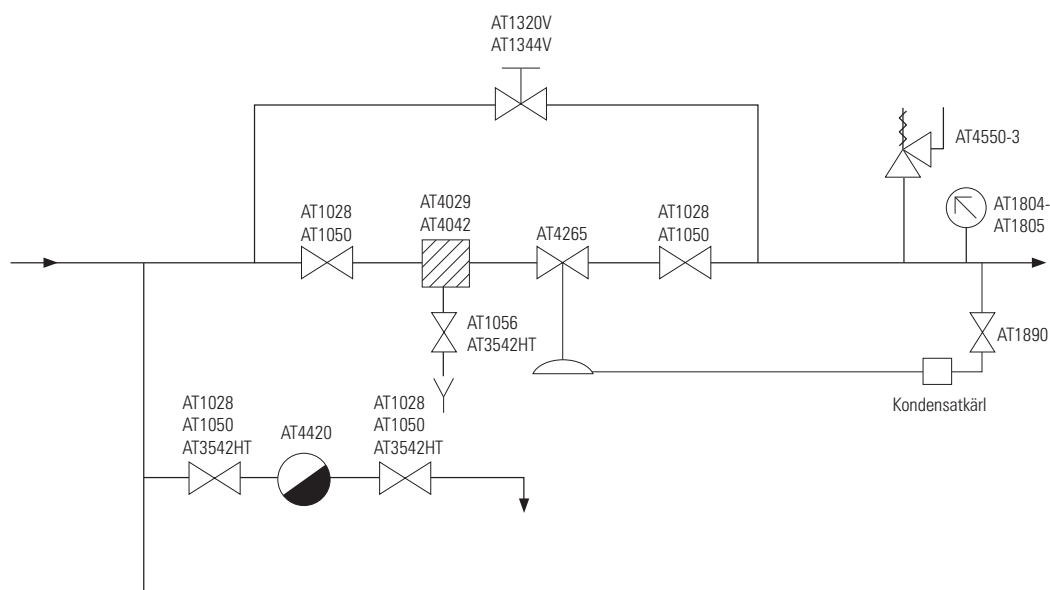 AT1320V
AT1344V
AT4550-3
AT1028
AT1050
AT4029
AT4042
AT4265
AT1028
AT1050
AT1804-
AT1805
AT1056
AT3542HT
AT1890
Kondensatkärl
AT1028
AT1050
AT3542HT
AT4420
AT1028
AT1050
AT3542HT